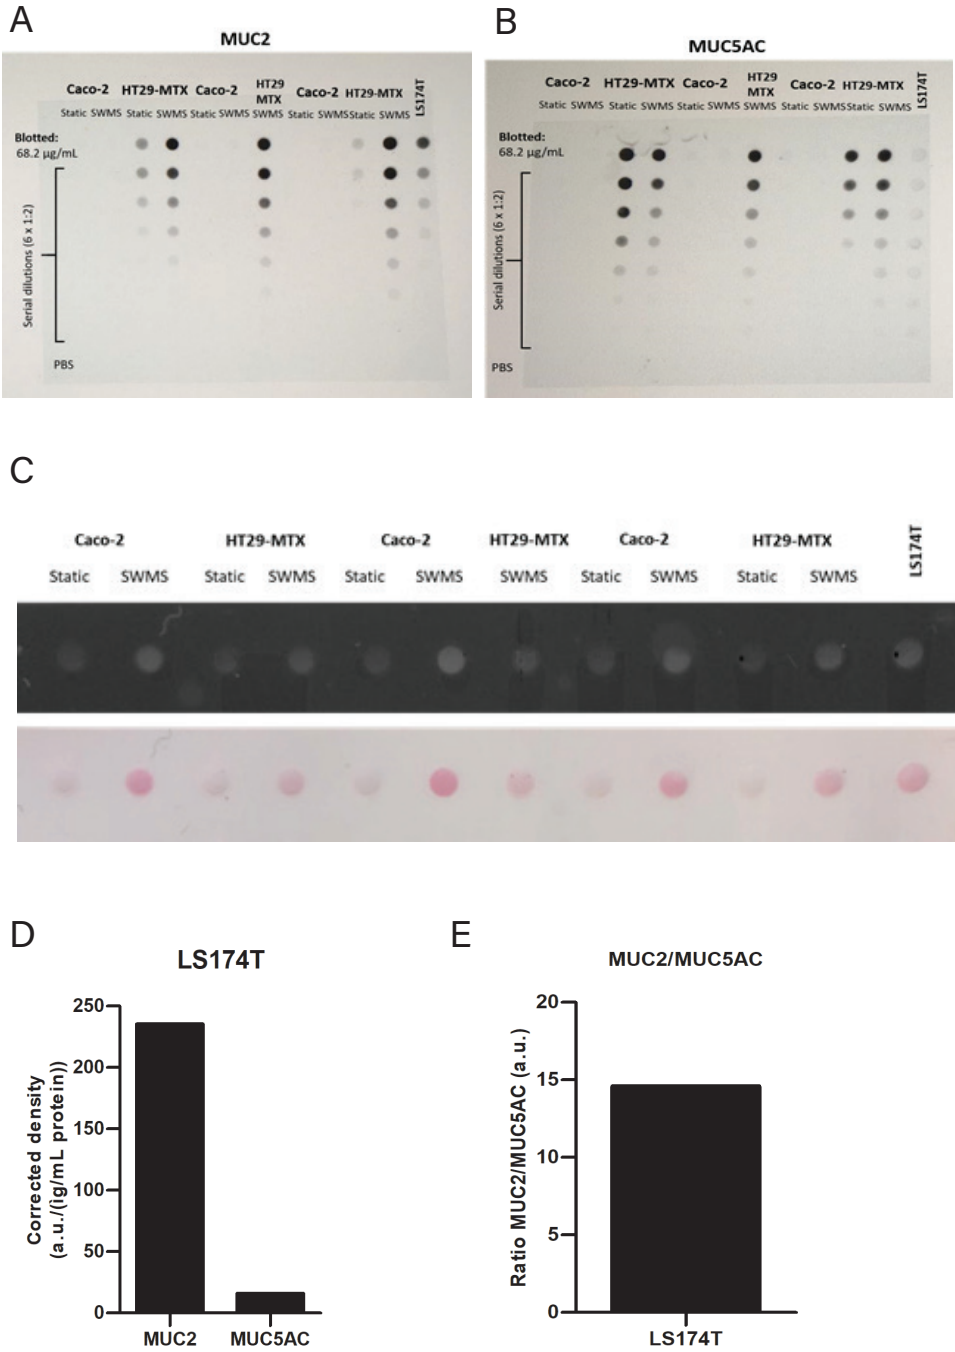 A
MUC2
Caco-2 HT29-MTX Caco-2 HT29 MTX Caco-2 HT29-MTX LS174T
Static SWMS Static SWMS Static SWMS SWMS Static SWMS Static SWMS
Blotted:
68.2 µg/mL
Serial dilutions (6 x 1:2)
PBS
B
MUC5AC
Caco-2 HT29-MTX Caco-2 HT29 MTX Caco-2 HT29-MTX LS174T
Static SWMS Static SWMS Static SWMS SWMS Static SWMS Static SWMS
Blotted:
68.2 µg/mL
Serial dilutions (6 x 1:2)
PBS
C
Caco-2 HT29-MTX Caco-2 HT29-MTX Caco-2 HT29-MTX LS174T
Static SWMS Static SWMS Static SWMS SWMS Static SWMS Static SWMS
D
LS174T
Corrected density
(a.u./(ig/mL protein))
250
200
150
100
50
0
MUC2 MUC5AC
E
MUC2/MUC5AC
Ratio MUC2/MUC5AC (a.u.)
20
15
10
5
0
LS174T